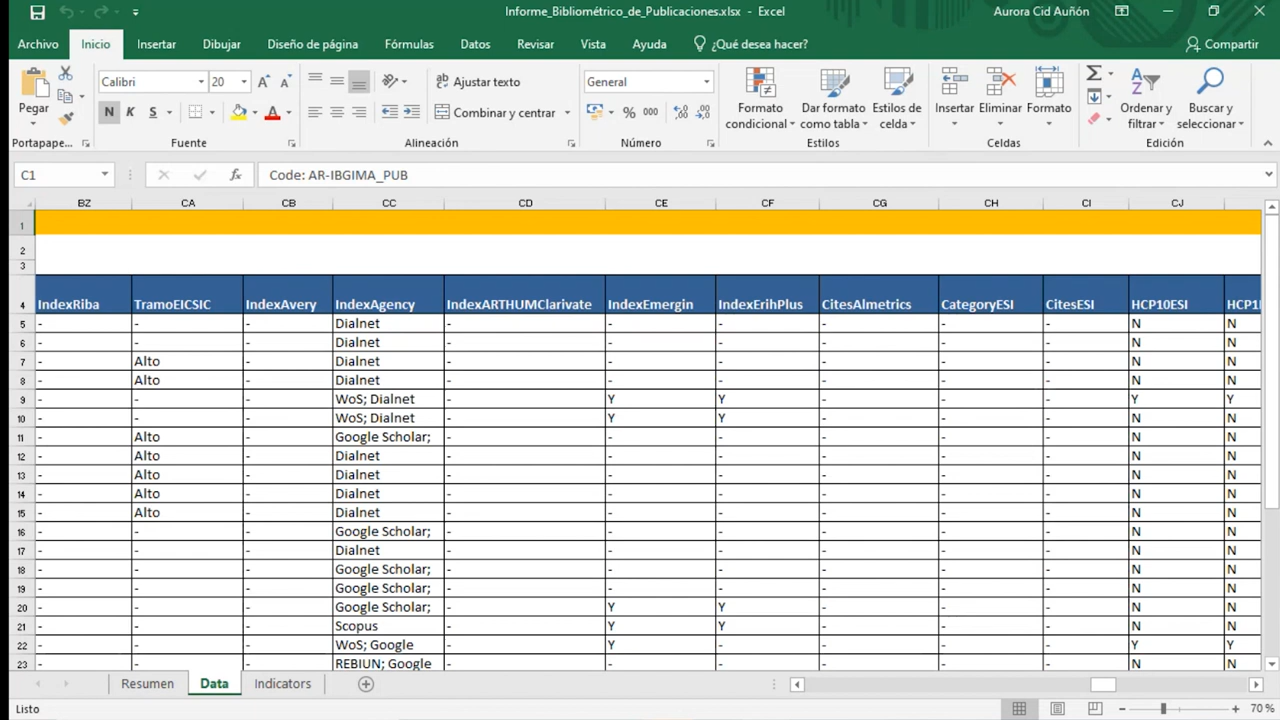 Informe_Bibliométrico_de_Publicaciones.xlsx - Excel
Aurora Cid Auñón
Archivo Inicio Insertar Dibujar Diseño de página Fórmulas Datos Revisar Vista Ayuda ¿Qué desea hacer? Compartir
Calibri 20 Ajustar texto General
Pegar N K S Combinar y centrar % 000
Formato condicional Dar formato como tabla Estilos de celda Insertar Eliminar Formato Ordenar y filtrar Buscar y seleccionar
Portapape... Fuente Alineación Número Estilos Celdas Edición
C1 fx Code: AR-IBGIMA_PUB
BZ CA CB CC CD CE CF CG CH CI CJ
1
2
3
4 IndexRiba TramoEICSIC IndexAvery IndexAgency IndexARTHUMClarivate IndexEmergin IndexErihPlus CitesAlmetrics CategoryESI CitesESI HCP10ESI HCP1
5 - - - Dialnet - - - - - - N N
6 - - - Dialnet - - - - - - N N
7 - Alto - Dialnet - - - - - - N N
8 - Alto - Dialnet - - - - - - N N
9 - - - WoS; Dialnet - Y Y - - - Y Y
10 - - - WoS; Dialnet - Y Y - - - N N
11 - Alto - Google Scholar; - - - - - - N N
12 - Alto - Dialnet - - - - - - N N
13 - Alto - Dialnet - - - - - - N N
14 - Alto - Dialnet - - - - - - N N
15 - Alto - Dialnet - - - - - - N N
16 - - - Google Scholar; - - - - - - N N
17 - - - Dialnet - - - - - - N N
18 - - - Google Scholar; - - - - - - N N
19 - - - Google Scholar; - - - - - - N N
20 - - - Google Scholar; - Y Y - - - N N
21 - - - Scopus - Y Y - - - N N
22 - - - WoS; Google - Y - - - - Y Y
23 - - - REBIUN; Google - - - - - - N N
Resumen Data Indicators
Listo 70 %